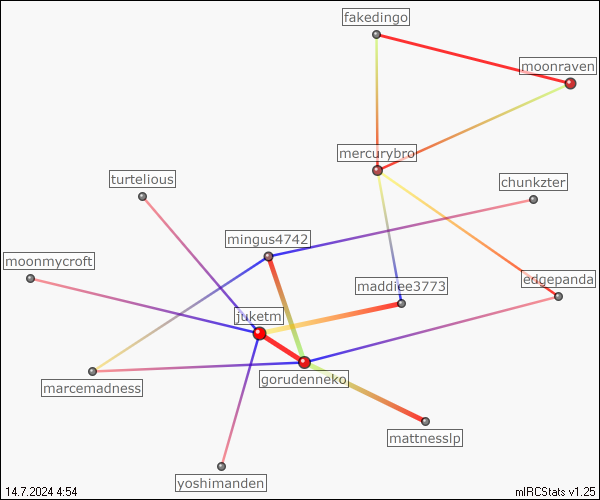 fakedingo
moonraven
mercurybro
turtelious
chunkzter
mingus4742
moonmycroft
edgepanda
maddiee3773
juketm
gorudenneko
marcemadness
mattnesslp
yoshimanden
14.7.2024 4:54
mIRCStats v1.25